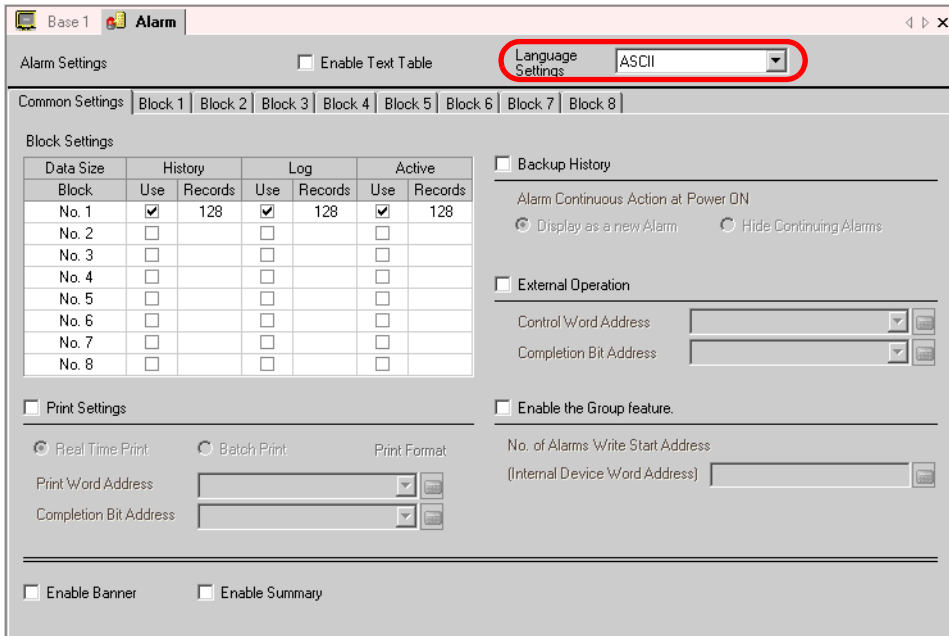 Base 1 Alarm
Alarm Settings Enable Text Table Language Settings ASCII
Common Settings Block 1 Block 2 Block 3 Block 4 Block 5 Block 6 Block 7 Block 8
Block Settings
Data Size History Log Active
Block Use Records Use Records Use Records
No. 1 128 128 128
No. 2
No. 3
No. 4
No. 5
No. 6
No. 7
No. 8
Backup History
Alarm Continuous Action at Power ON
Display as a new Alarm Hide Continuing Alarms
External Operation
Control Word Address
Completion Bit Address
Print Settings
Real Time Print Batch Print Print Format
Print Word Address
Completion Bit Address
Enable the Group feature.
No. of Alarms Write Start Address
(Internal Device Word Address)
Enable Banner Enable Summary